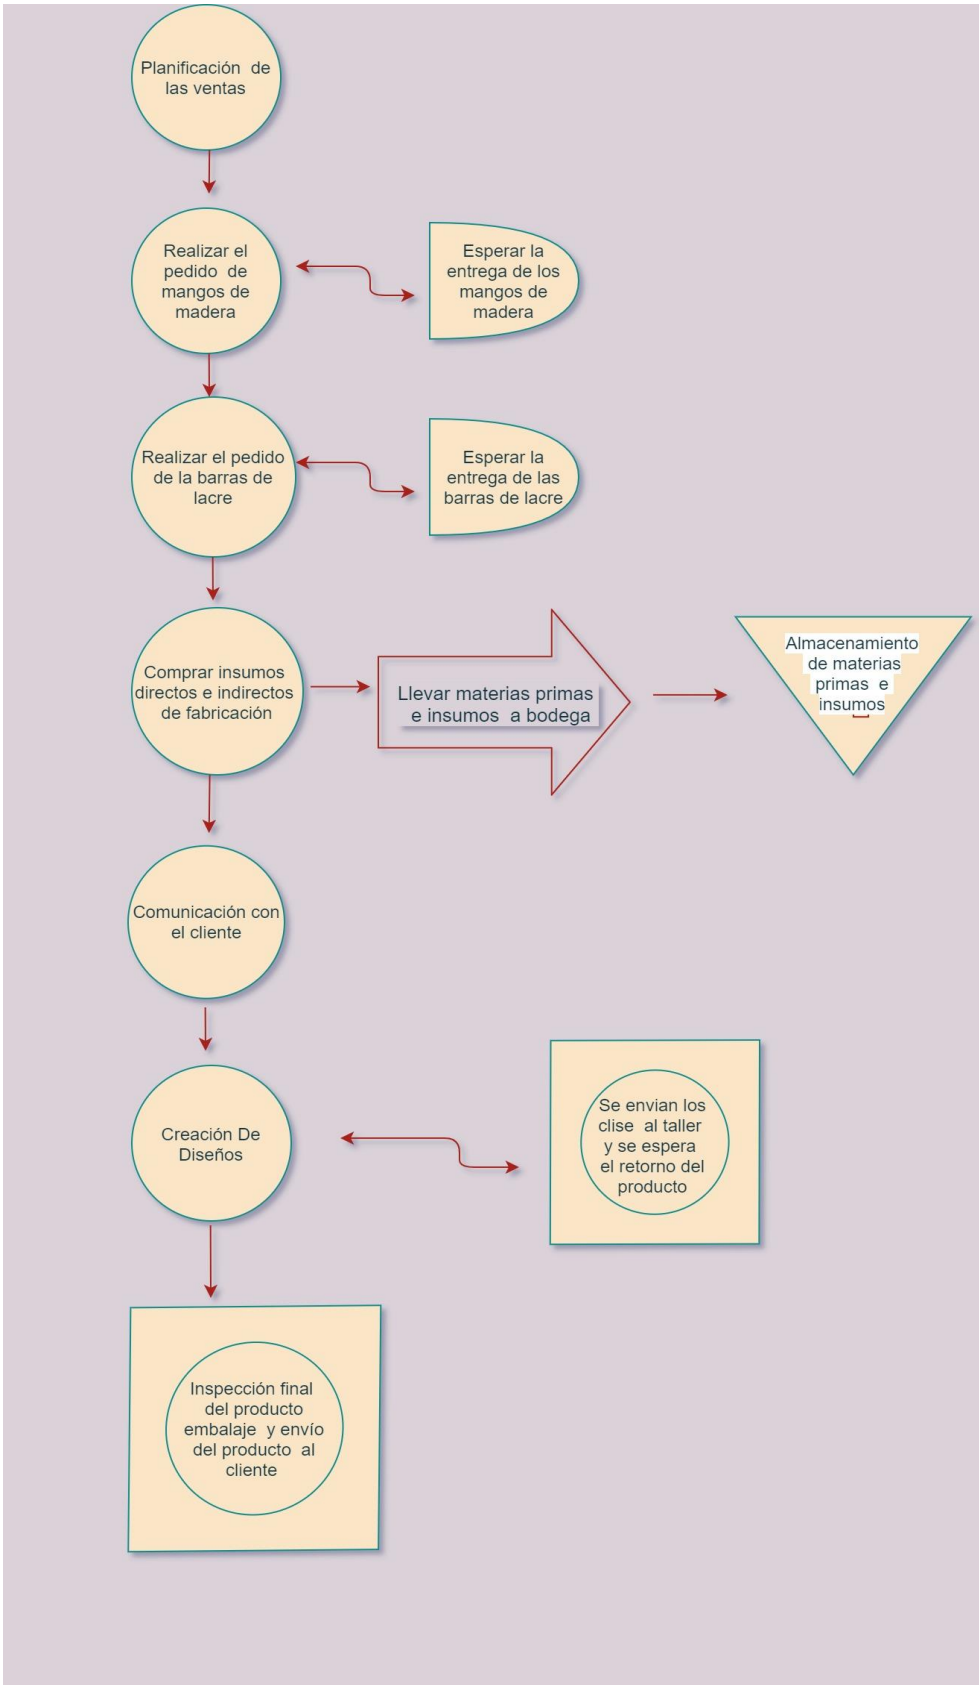 Planificación de
las ventas
Realizar el
pedido de
mangos de
madera
Esperar la
entrega de los
mangos de
madera
Realizar el pedido
de la barras de
lacre
Esperar la
entrega de las
barras de lacre
Comprar insumos
directos e indirectos
de fabricación
Llevar materias primas
e insumos a bodega
Almacenamiento
de materias
primas e
insumos
Comunicación con
el cliente
Creación De
Diseños
Se envian los
clise al taller
y se espera
el retorno del
producto
Inspección final
del producto
embalaje y envío
del producto al
cliente